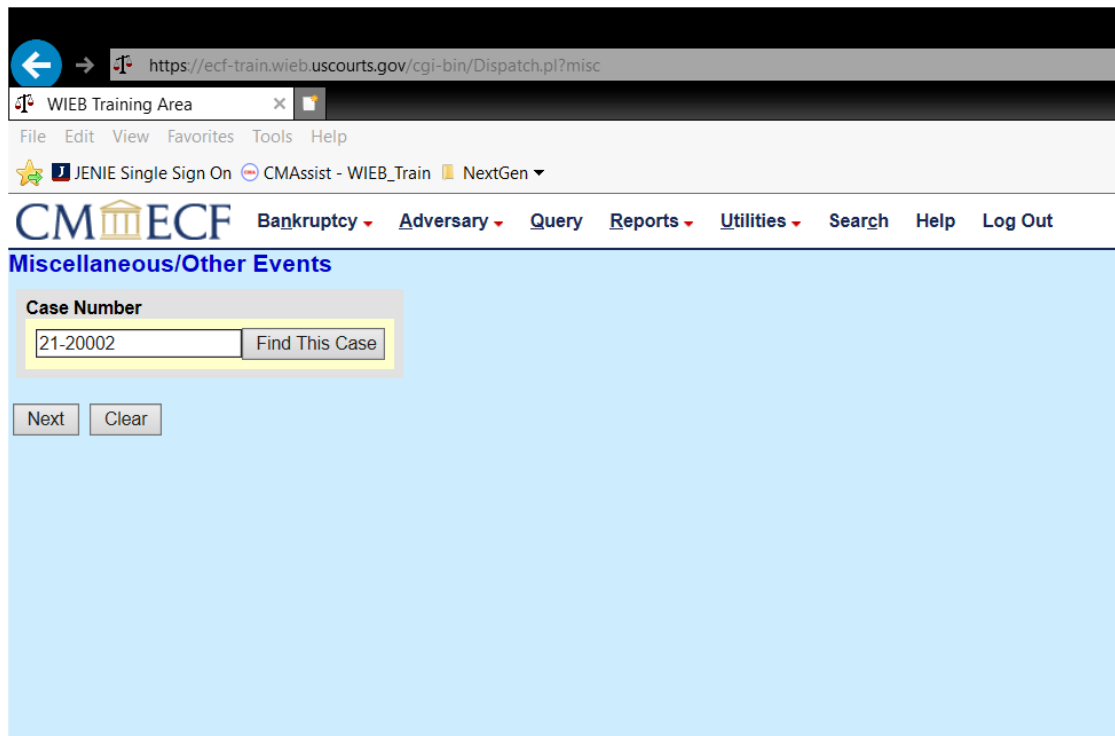 https://ecf-train.wieb.uscourts.gov/cgi-bin/Dispatch.pl?misc
WIEB Training Area
File Edit View Favorites Tools Help
J JENIE Single Sign On CMAssist - WIEB_Train NextGen
CM ECF Bankruptcy Adversary Query Reports Utilities Search Help Log Out
Miscellaneous/Other Events
Case Number
21-20002 Find This Case
Next Clear